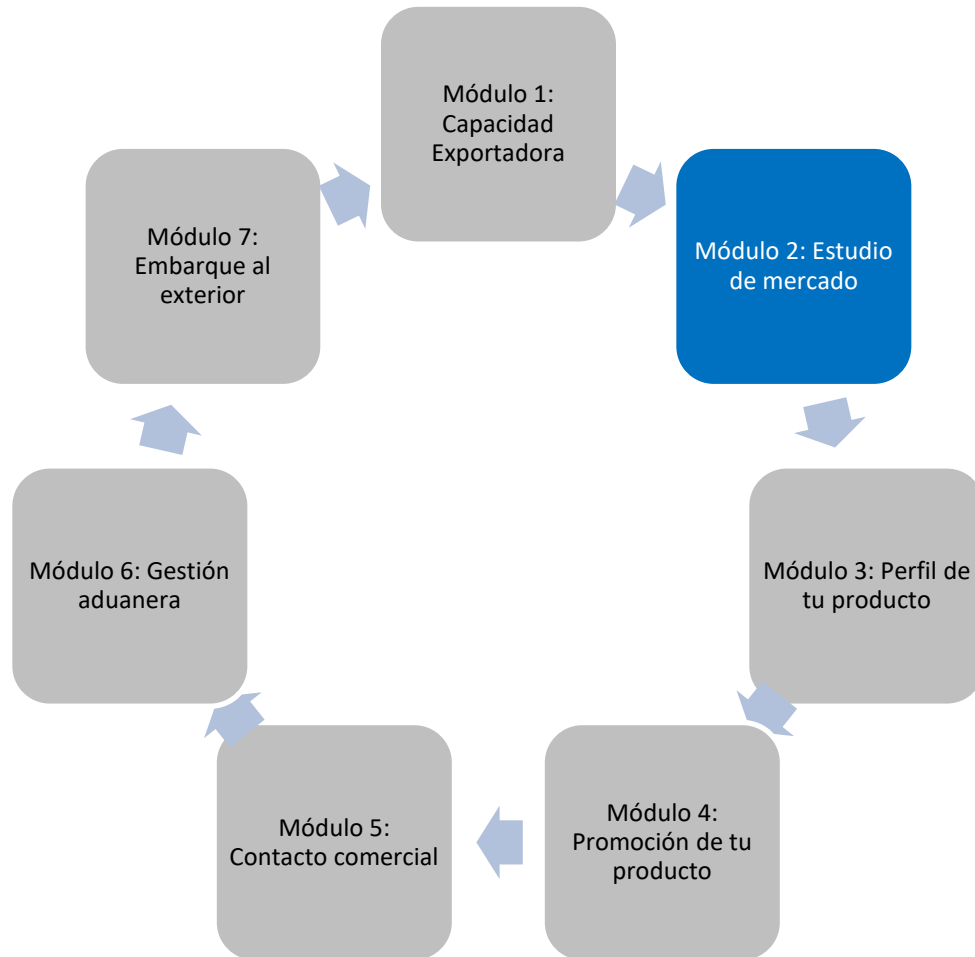 Módulo 1:
Capacidad
Exportadora
Módulo 2: Estudio
de mercado
Módulo 3: Perfil de
tu producto
Módulo 4:
Promoción de tu
producto
Módulo 5:
Contacto comercial
Módulo 6: Gestión
aduanera
Módulo 7:
Embarque al
exterior